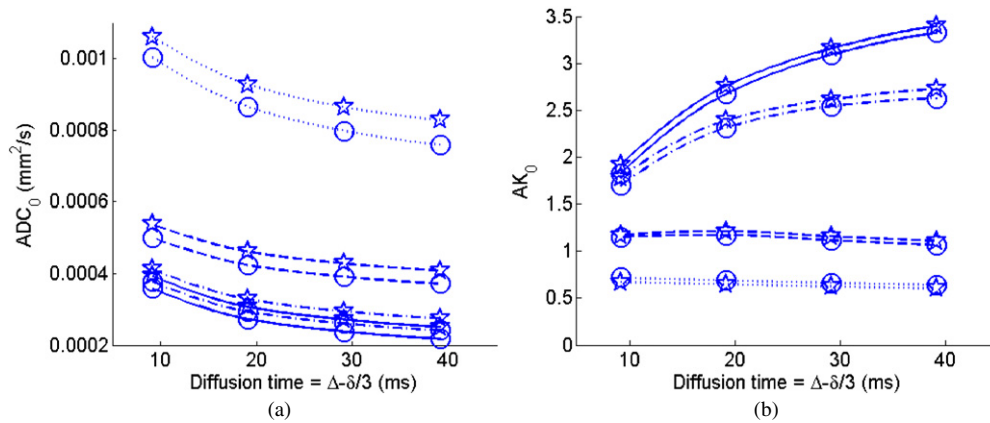 ADC₀ (mm²/s)
0.001
0.0008
0.0006
0.0004
0.0002
10 20 30 40
Diffusion time = Δ-δ/3 (ms)
(a)
AK₀
3.5
3
2.5
2
1.5
1
0.5
0
10 20 30 40
Diffusion time = Δ-δ/3 (ms)
(b)